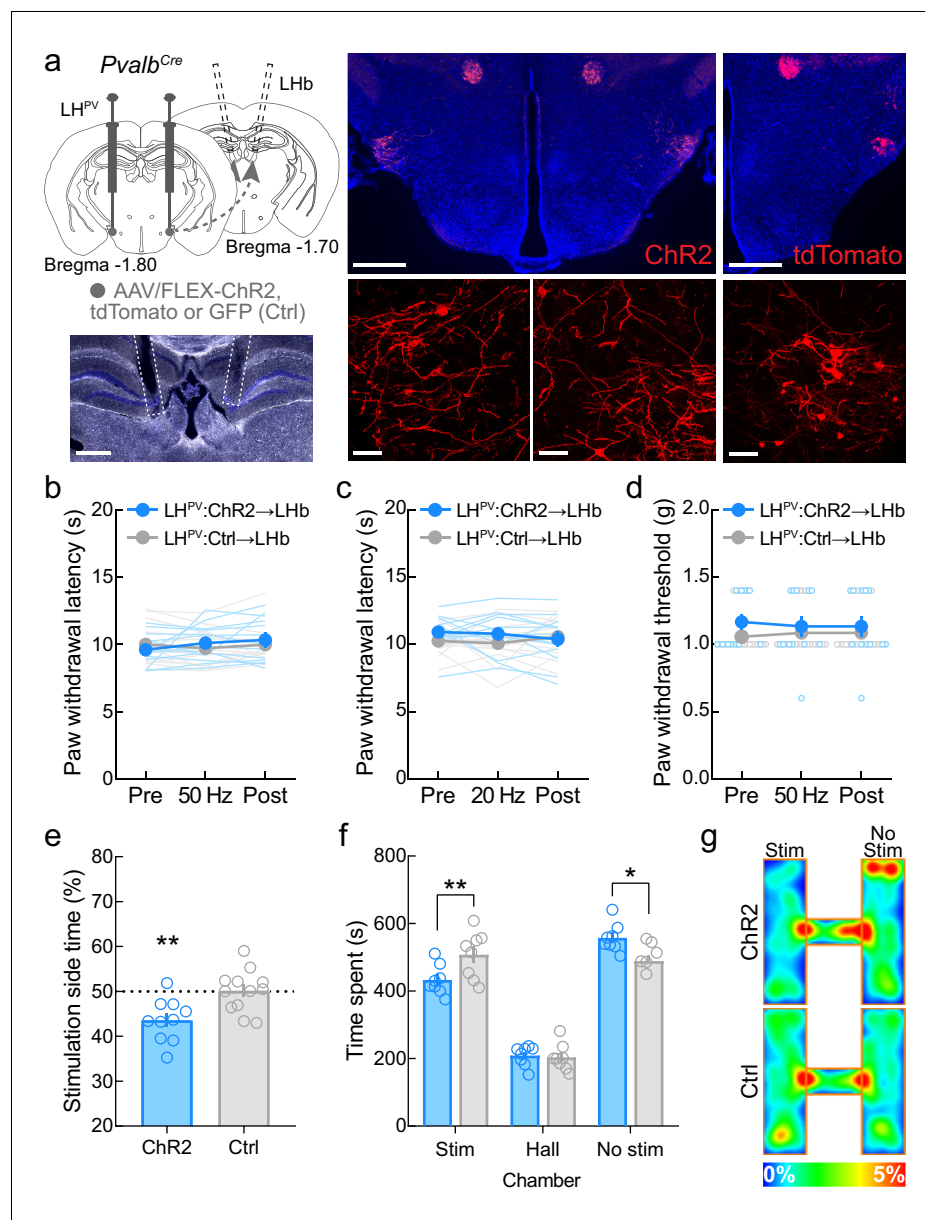 a
Pvalb^Cre
LH^PV
LHb
Bregma -1.80
Bregma -1.70
AAV/FLEX-ChR2,
tdTomato or GFP (Ctrl)
ChR2
tdTomato
b
LH^PV:ChR2→LHb
LH^PV:Ctrl→LHb
Paw withdrawal latency (s)
20
15
10
5
0
Pre 50 Hz Post
c
LH^PV:ChR2→LHb
LH^PV:Ctrl→LHb
Paw withdrawal latency (s)
20
15
10
5
0
Pre 20 Hz Post
d
LH^PV:ChR2→LHb
LH^PV:Ctrl→LHb
Paw withdrawal threshold (g)
2.0
1.5
1.0
0.5
0.0
Pre 50 Hz Post
e
Stimulation side time (%)
80
70
60
50
40
30
20
**
ChR2 Ctrl
f
Time spent (s)
800
600
400
200
0
**
*
Stim Hall No stim
Chamber
g
Stim
No
Stim
ChR2
Ctrl
0% 5%